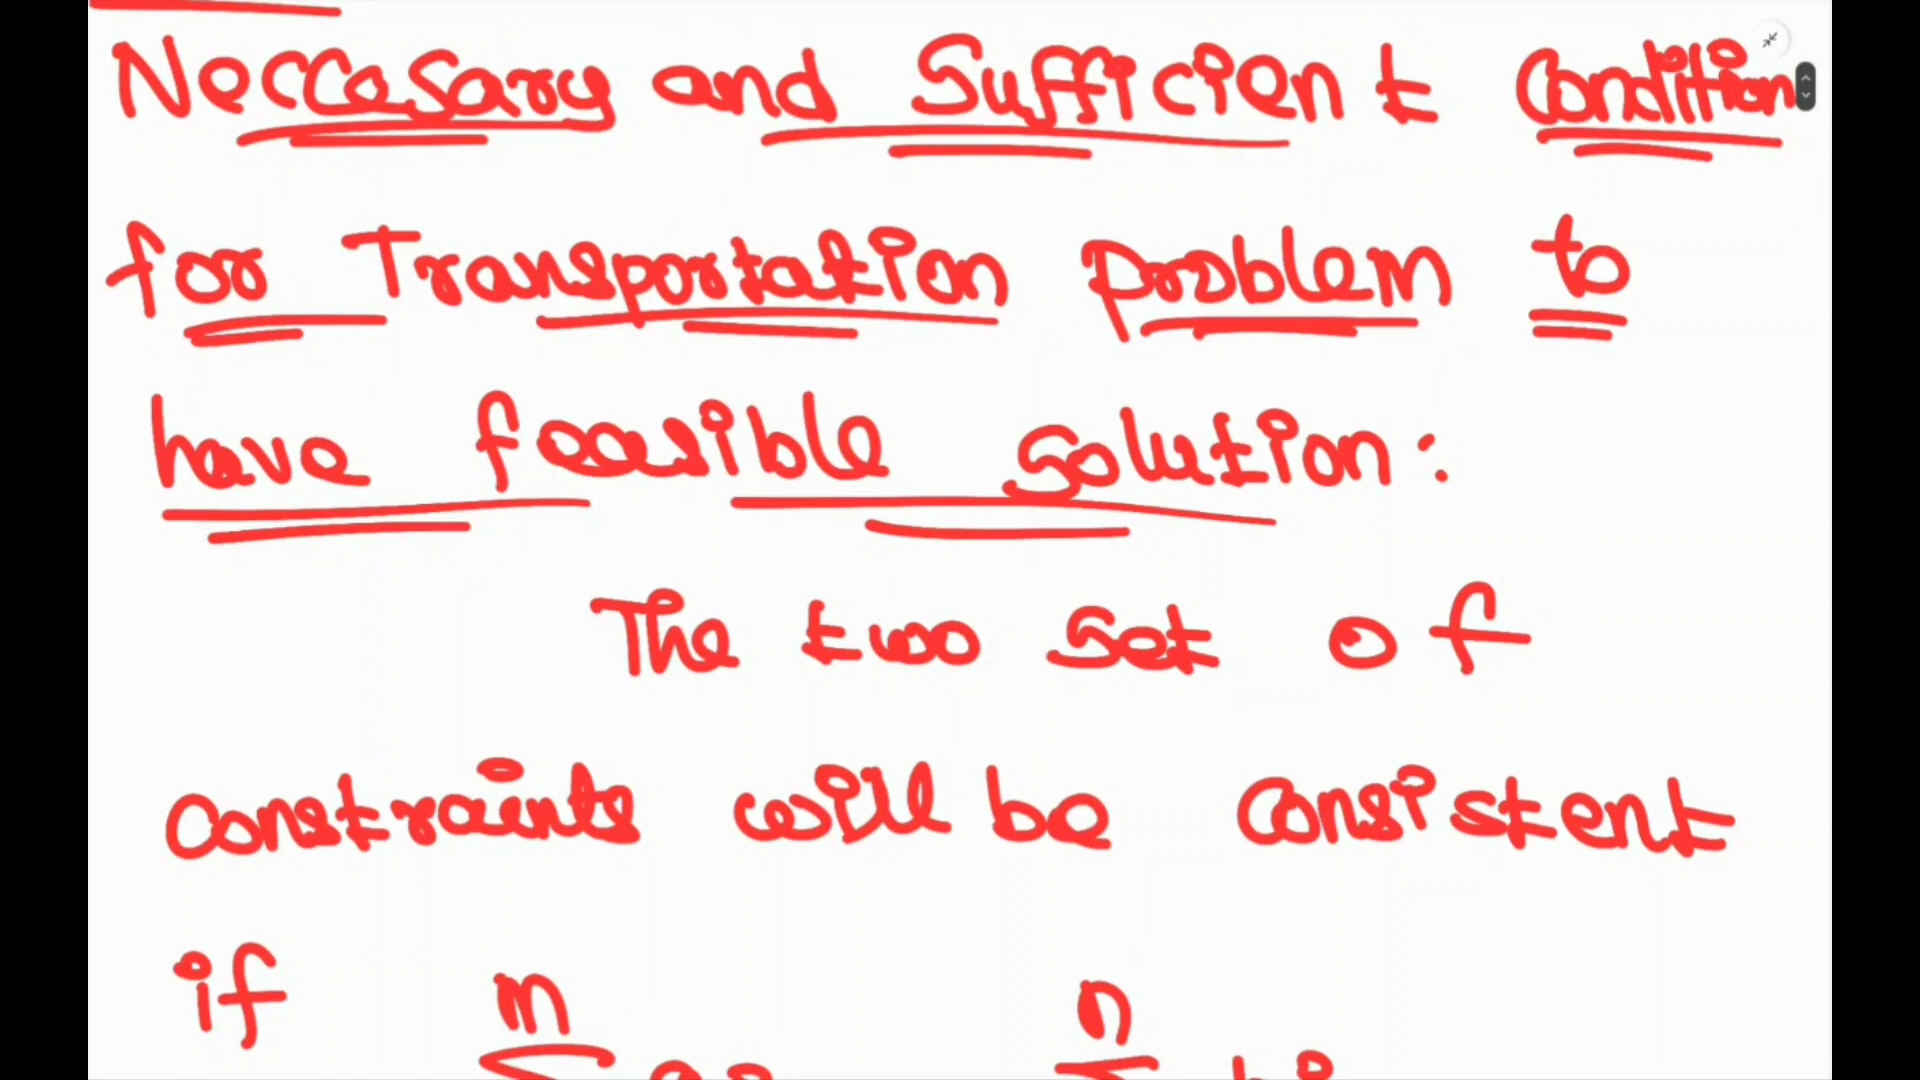 Neccesary and Sufficient Condition
for Transportation problem to
have feasible solution:
The two set of
constraints will be consistent
if m n